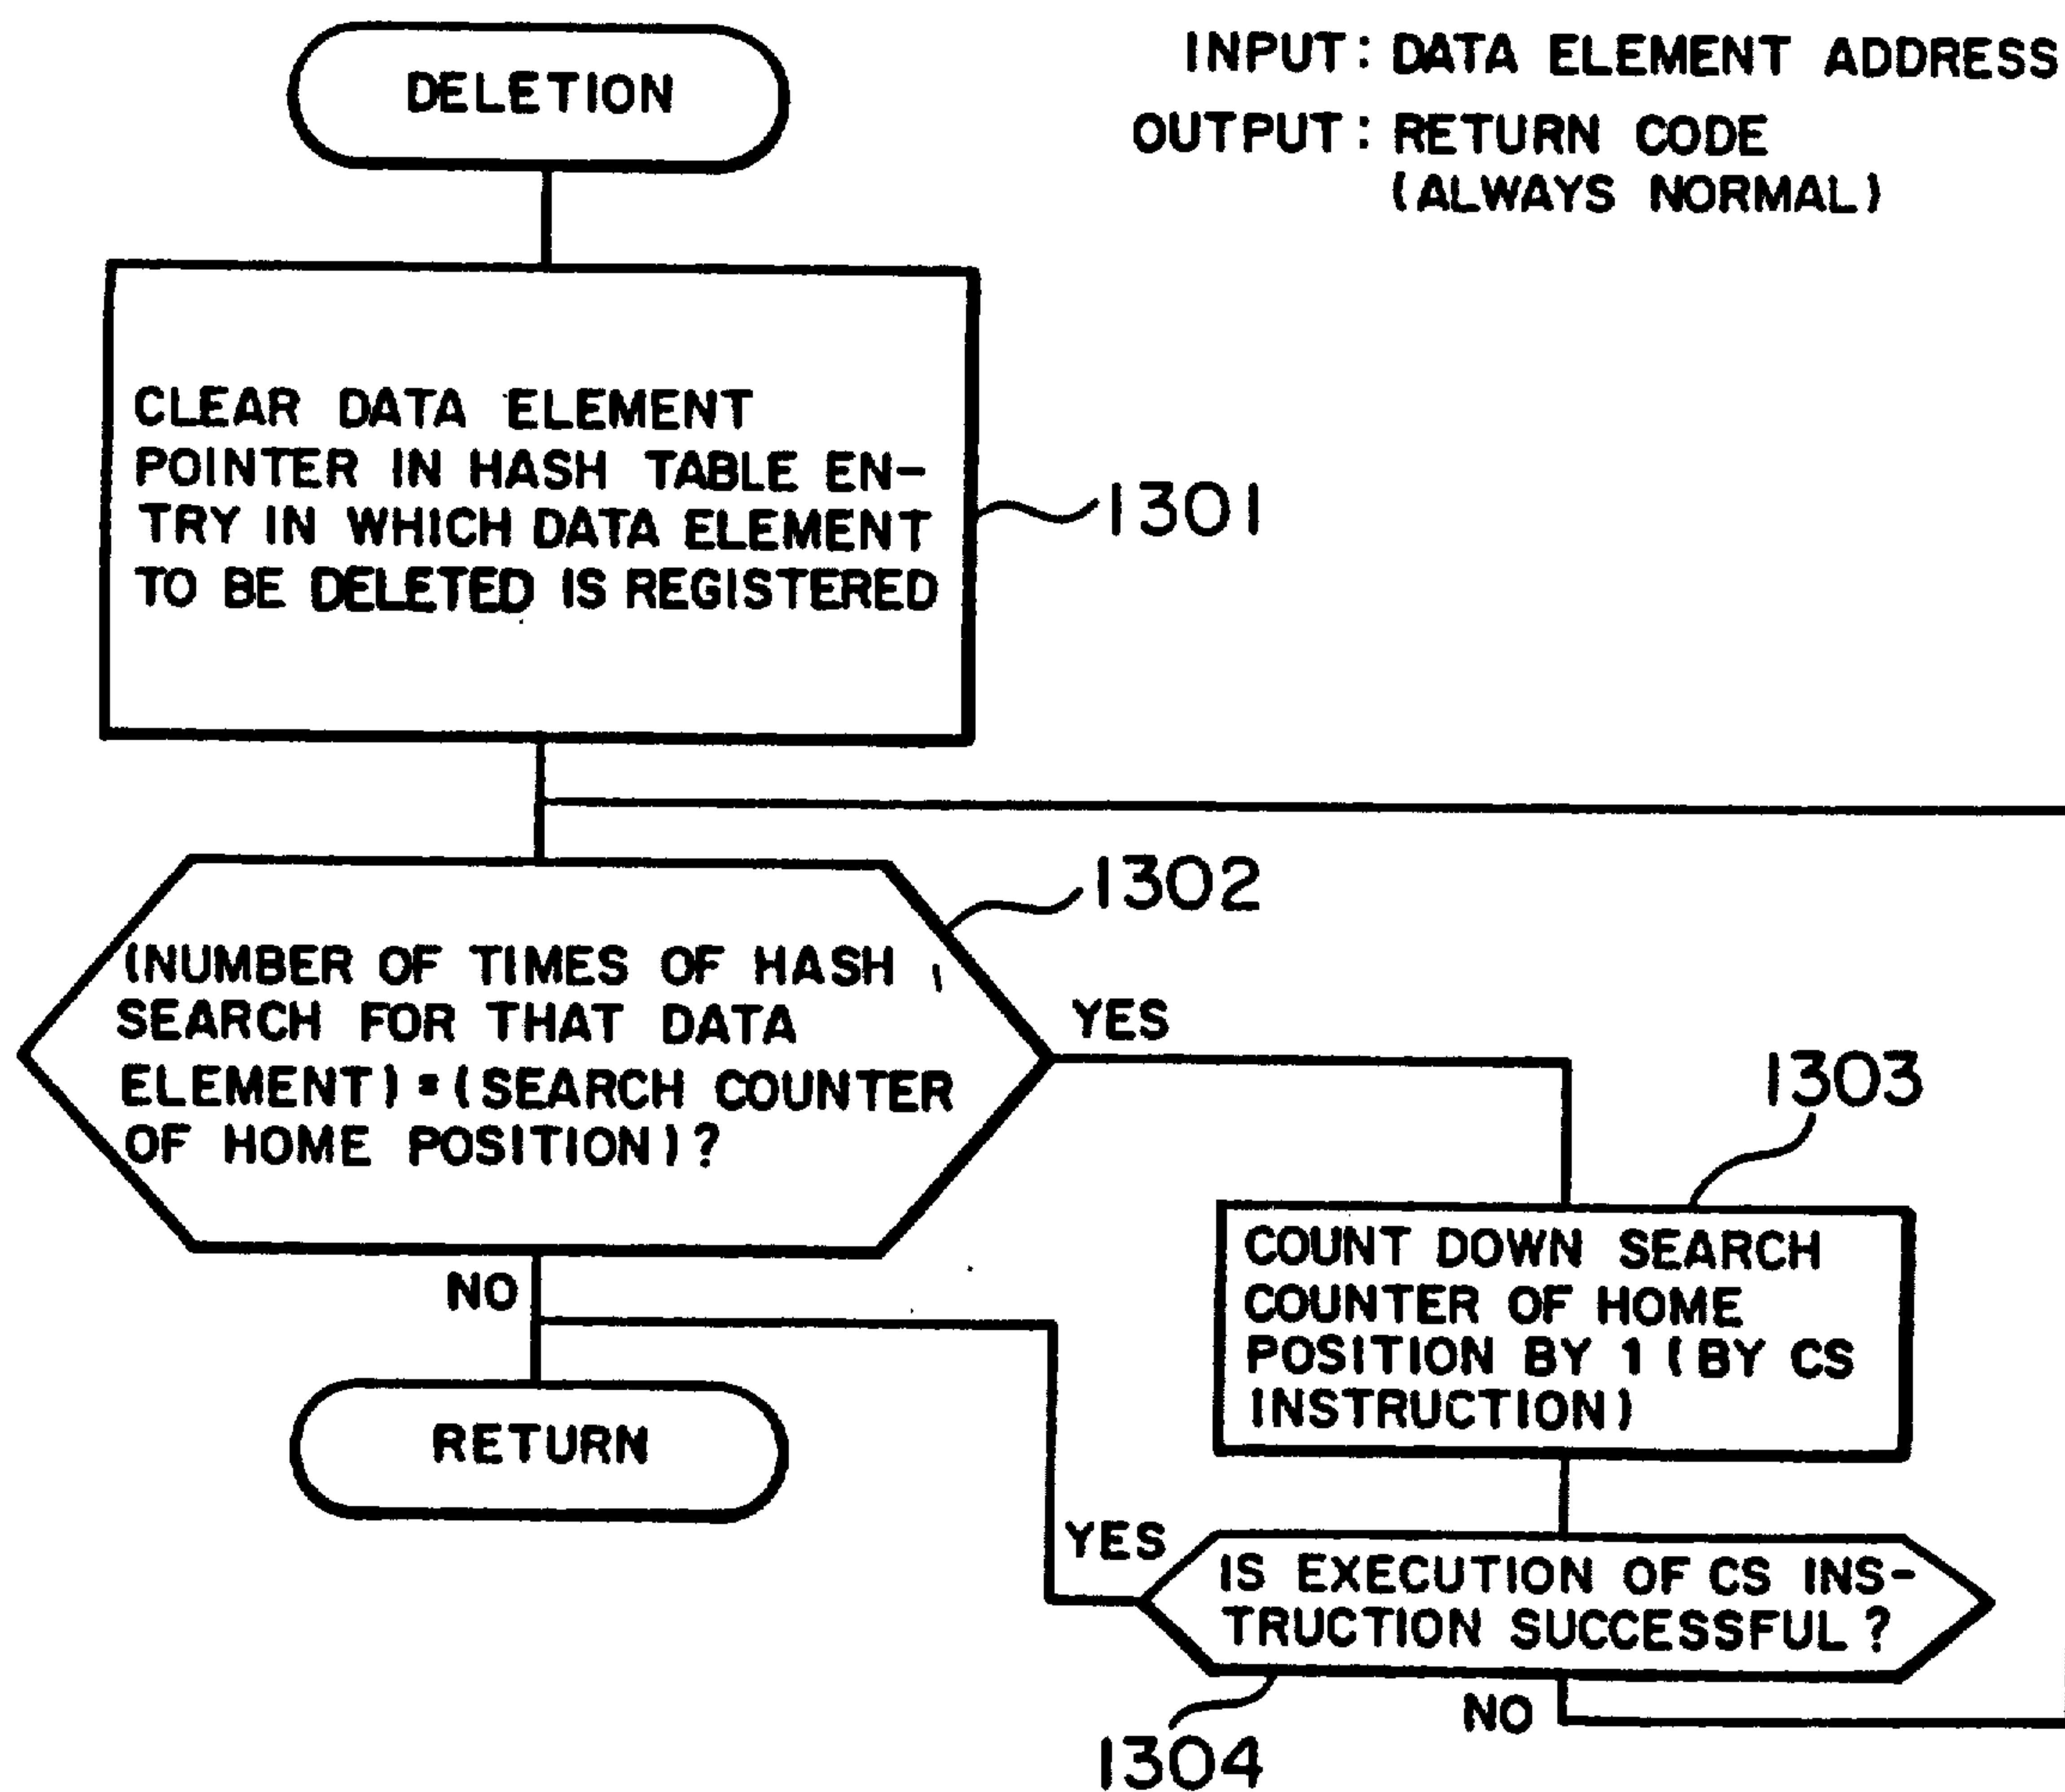 DELETION
INPUT: DATA ELEMENT ADDRESS
OUTPUT: RETURN CODE
(ALWAYS NORMAL)
CLEAR DATA ELEMENT
POINTER IN HASH TABLE EN-
TRY IN WHICH DATA ELEMENT
TO BE DELETED IS REGISTERED
1301
1302
(NUMBER OF TIMES OF HASH
SEARCH FOR THAT DATA
ELEMENT) = (SEARCH COUNTER
OF HOME POSITION)?
YES
1303
COUNT DOWN SEARCH
COUNTER OF HOME
POSITION BY 1 (BY CS
INSTRUCTION)
NO
RETURN
YES
IS EXECUTION OF CS INS-
TRUCTION SUCCESSFUL?
NO
1304